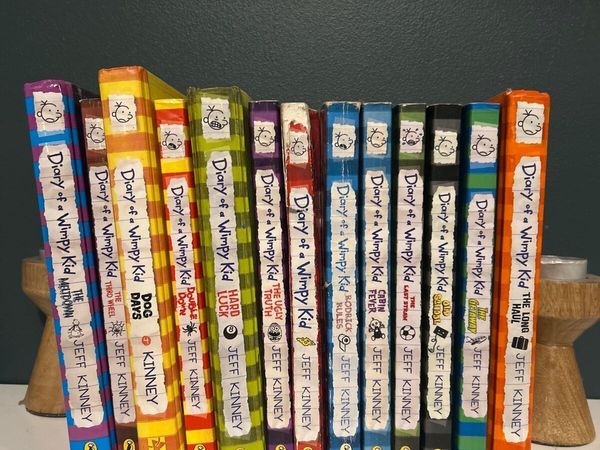 Diary of a Wimpy Kid
THE MELTDOWN
JEFF KINNEY
Diary of a Wimpy Kid
THE THIRD WHEEL
JEFF KINNEY
Diary of a Wimpy Kid
DOG DAYS
4
KINNEY
Diary of a Wimpy Kid
DOUBLE DOWN
JEFF KINNEY
Diary of a Wimpy Kid
HARD LUCK
JEFF KINNEY
Diary of a Wimpy Kid
THE UGLY TRUTH
JEFF KINNEY
Diary of a Wimpy Kid
JEFF KINNEY
Diary of a Wimpy Kid
RODRICK RULES
JEFF KINNEY
Diary of a Wimpy Kid
CABIN FEVER
JEFF KINNEY
Diary of a Wimpy Kid
THE LAST STRAW
JEFF KINNEY
Diary of a Wimpy Kid
OLD SCHOOL
JEFF KINNEY
Diary of a Wimpy Kid
THE GETAWAY
JEFF KINNEY
Diary of a Wimpy Kid
THE LONG HAUL
JEFF KINNEY